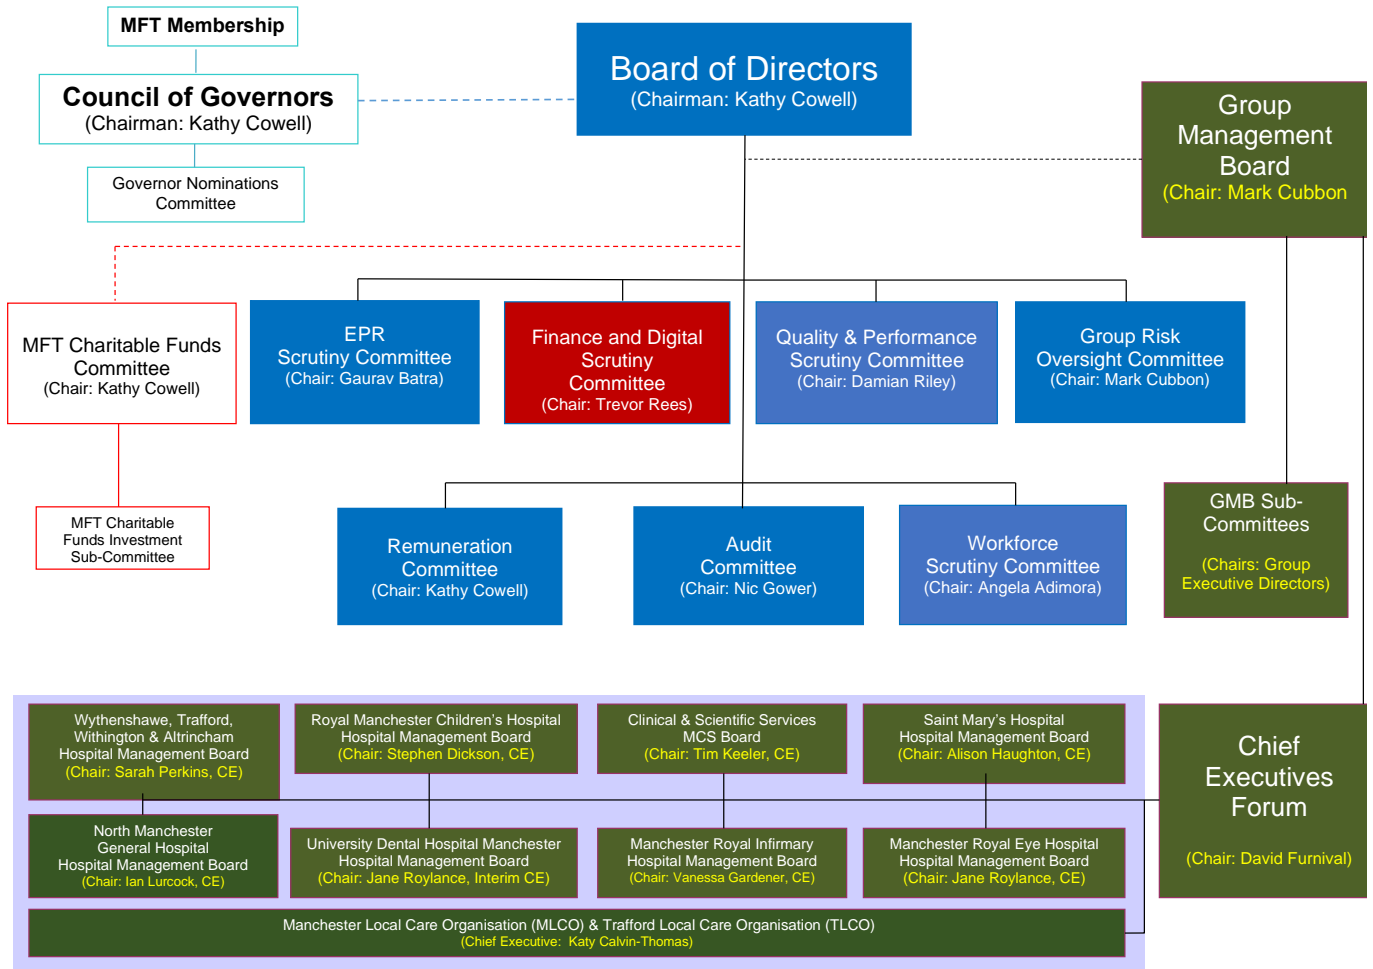 MFT Membership
Council of Governors
(Chairman: Kathy Cowell)
Governor Nominations
Committee
Board of Directors
(Chairman: Kathy Cowell)
Group
Management
Board
(Chair: Mark Cubbon
MFT Charitable Funds
Committee
(Chair: Kathy Cowell)
EPR
Scrutiny Committee
(Chair: Gaurav Batra)
Finance and Digital
Scrutiny
Committee
(Chair: Trevor Rees)
Quality & Performance
Scrutiny Committee
(Chair: Damian Riley)
Group Risk
Oversight Committee
(Chair: Mark Cubbon)
MFT Charitable
Funds Investment
Sub-Committee
Remuneration
Committee
(Chair: Kathy Cowell)
Audit
Committee
(Chair: Nic Gower)
Workforce
Scrutiny Committee
(Chair: Angela Adimora)
GMB Sub-
Committees
(Chairs: Group
Executive Directors)
Wythenshawe, Trafford,
Withington & Altrincham
Hospital Management Board
(Chair: Sarah Perkins, CE)
Royal Manchester Children’s Hospital
Hospital Management Board
(Chair: Stephen Dickson, CE)
Clinical & Scientific Services
MCS Board
(Chair: Tim Keeler, CE)
Saint Mary’s Hospital
Hospital Management Board
(Chair: Alison Haughton, CE)
Chief
Executives
Forum
(Chair: David Furnival)
North Manchester
General Hospital
Hospital Management Board
(Chair: Ian Lurcock, CE)
University Dental Hospital Manchester
Hospital Management Board
(Chair: Jane Roylance, Interim CE)
Manchester Royal Infirmary
Hospital Management Board
(Chair: Vanessa Gardener, CE)
Manchester Royal Eye Hospital
Hospital Management Board
(Chair: Jane Roylance, CE)
Manchester Local Care Organisation (MLCO) & Trafford Local Care Organisation (TLCO)
(Chief Executive: Katy Calvin-Thomas)